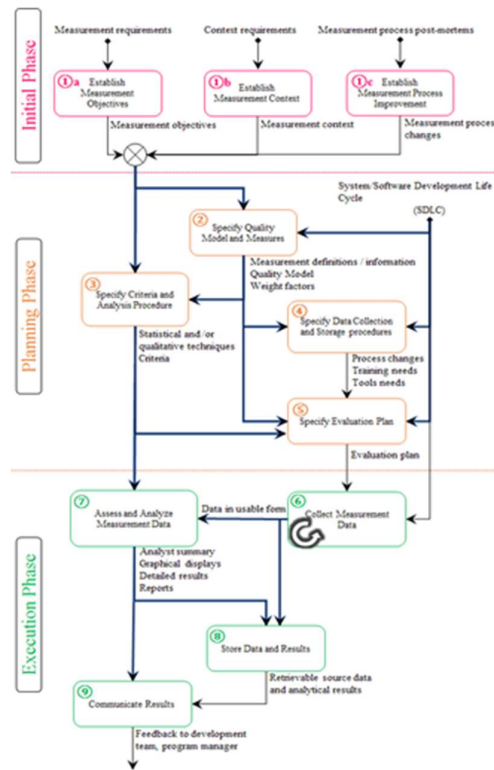 Initial Phase
Measurement requirements
Context requirements
Measurement process post-mortems
①a Establish
Measurement
Objectives
①b Establish
Measurement Context
①c Establish
Measurement Process
Improvement
Measurement objectives
Measurement context
Measurement process
changes
Planning Phase
System/Software Development Life
Cycle
(SDLC)
②
Specify Quality
Model and Measures
Measurement definitions / information
Quality Model
Weight factors
③
Specify Criteria and
Analysis Procedure
④
Specify Data Collection
and Storage procedures
Statistical and/or
qualitative techniques
Criteria
Process changes
Training needs
Tools needs
⑤
Specify Evaluation Plan
Evaluation plan
Execution Phase
⑦
Assess and Analyze
Measurement Data
Data in usable form
⑥
Collect Measurement
Data
Analyst summary
Graphical displays
Detailed results
Reports
⑧
Store Data and Results
Retrievable source data
and analytical results
⑨
Communicate Results
Feedback to development
team, program manager